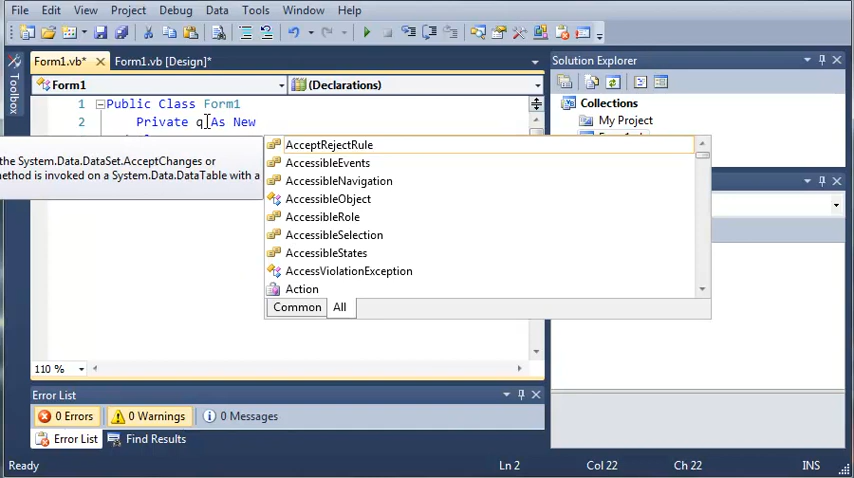 File Edit View Project Debug Data Tools Window Help
Form1.vb* Form1.vb [Design]*
Form1 (Declarations)
1 Public Class Form1
2 Private q As New
the System.Data.DataSet.AcceptChanges or
method is invoked on a System.Data.DataTable with a
AcceptRejectRule
AccessibleEvents
AccessibleNavigation
AccessibleObject
AccessibleRole
AccessibleSelection
AccessibleStates
AccessViolationException
Action
Common All
110 %
Toolbox
Solution Explorer
Collections
My Project
Error List
0 Errors 0 Warnings 0 Messages
Error List Find Results
Ready Ln 2 Col 22 Ch 22 INS